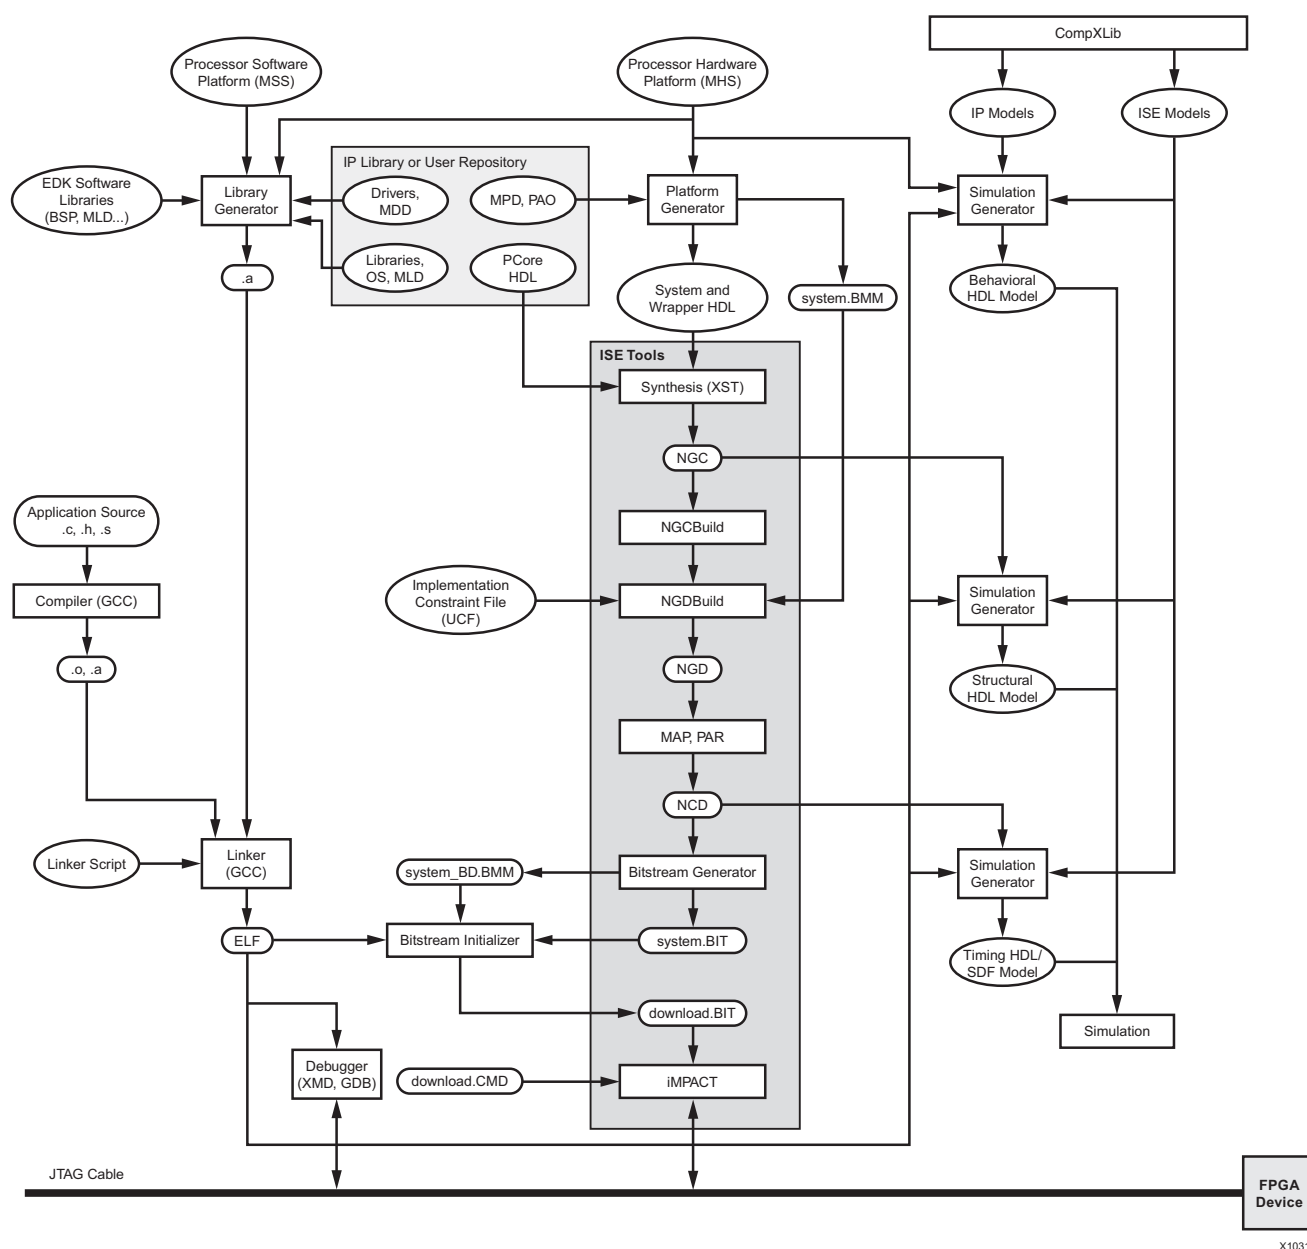 CompXLib
Processor Software
Platform (MSS)
Processor Hardware
Platform (MHS)
IP Models
ISE Models
IP Library or User Repository
EDK Software
Libraries
(BSP, MLD...)
Library
Generator
Drivers,
MDD
MPD, PAO
Platform
Generator
Simulation
Generator
.a
Libraries,
OS, MLD
PCore
HDL
System and
Wrapper HDL
system.BMM
Behavioral
HDL Model
ISE Tools
Synthesis (XST)
NGC
Application Source
.c, .h, .s
NGCBuild
Compiler (GCC)
Implementation
Constraint File
(UCF)
NGDBuild
Simulation
Generator
.o, .a
NGD
Structural
HDL Model
MAP, PAR
NCD
Linker Script
Linker
(GCC)
system_BD.BMM
Bitstream Generator
Simulation
Generator
ELF
Bitstream Initializer
system.BIT
Timing HDL/
SDF Model
download.BIT
Simulation
Debugger
(XMD, GDB)
download.CMD
iMPACT
JTAG Cable
FPGA
Device
X1031